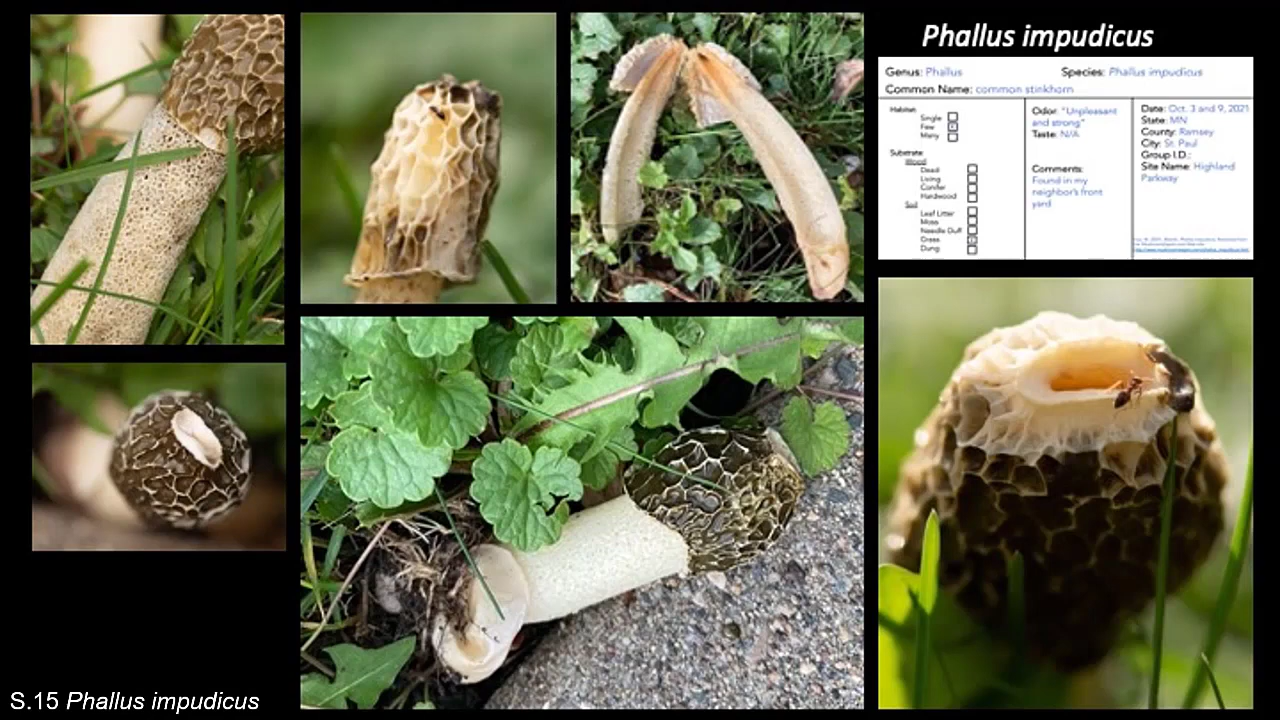 Phallus impudicus
Genus: Phallus
Species: Phallus impudicus
Common Name: common stinkhorn
Habitat:
Single
Few
Many
Substrate:
Wood
Dead
Living
Conifer
Hardwood
Soil
Leaf Litter
Moss
Needle Duff
Grass
Dung
Odor: "Unpleasant
and strong"
Taste: N/A
Comments:
Found in my
neighbor's front
yard
Date: Oct. 3 and 9, 2021
State: MN
County: Ramsey
City: St. Paul
Group I.D.:
Site Name: Highland
Parkway
S.15 Phallus impudicus